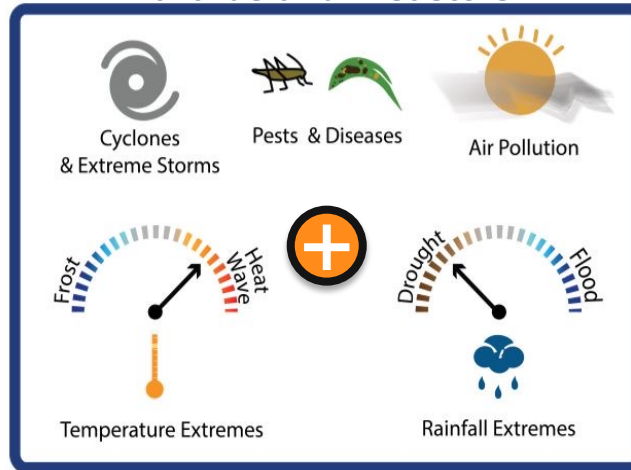 Cyclones
& Extreme Storms
Pests & Diseases
Air Pollution
Frost
Heat
Wave
Drought
Flood
Temperature Extremes
Rainfall Extremes